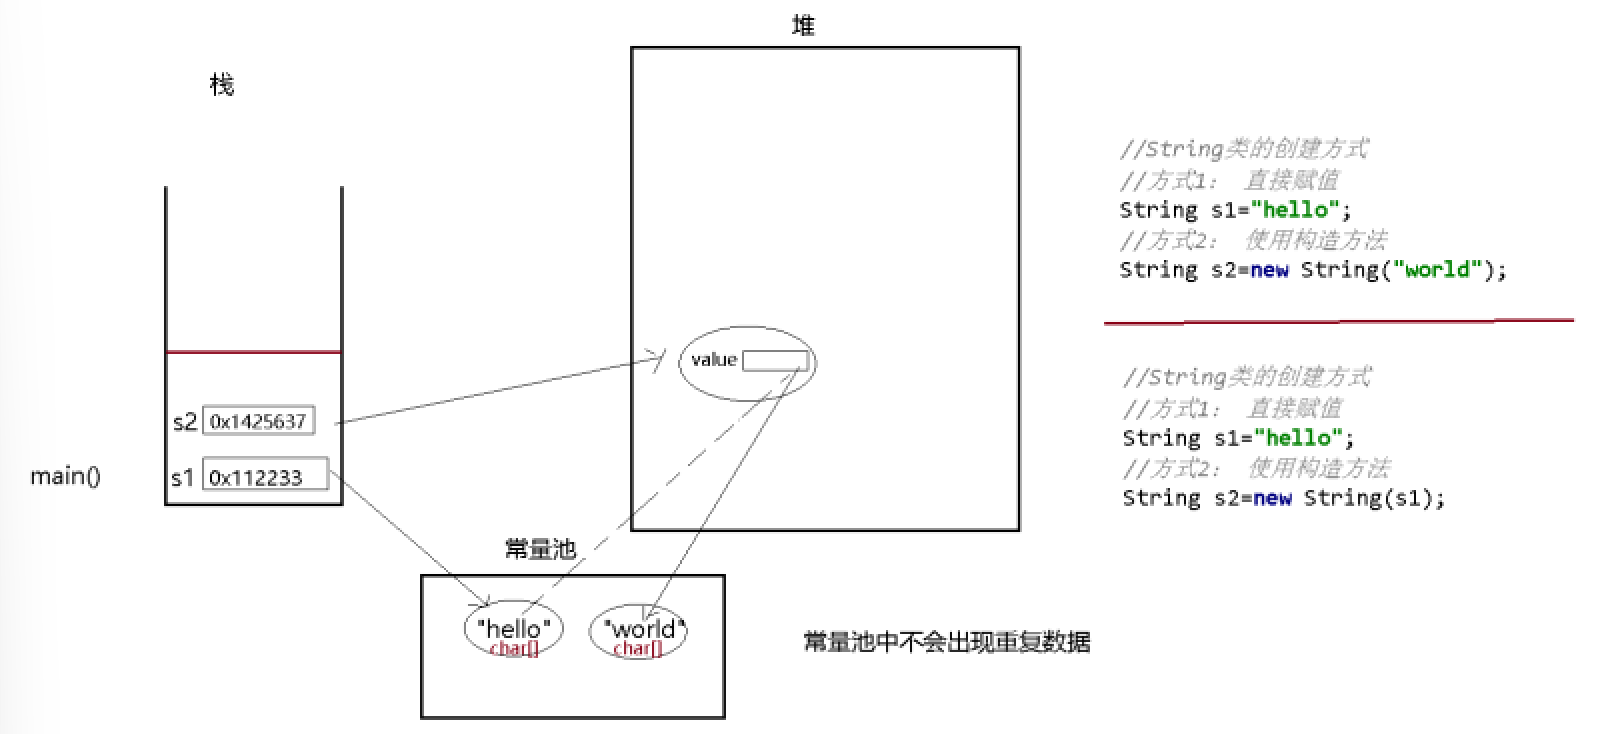 堆
栈
value
s2 0x1425637
s1 0x112233
main()
常量池
"hello"
char[]
"world"
char[]
常量池中不会出现重复数据
//String类的创建方式
//方式1： 直接赋值
String s1="hello";
//方式2： 使用构造方法
String s2=new String("world");
//String类的创建方式
//方式1： 直接赋值
String s1="hello";
//方式2： 使用构造方法
String s2=new String(s1);